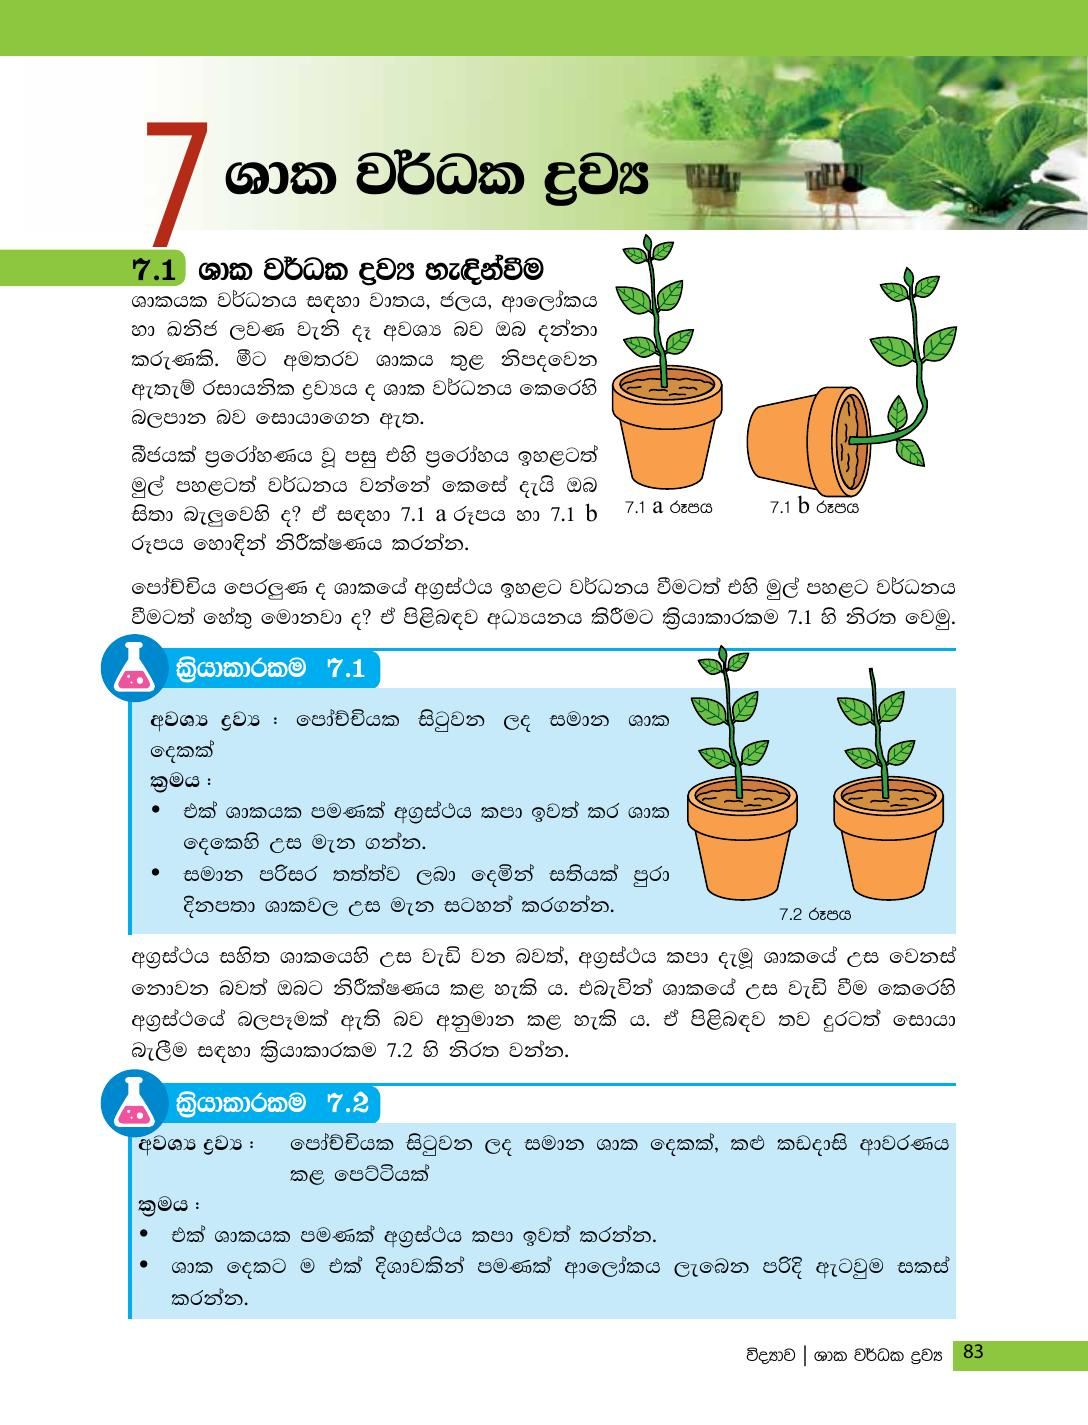 7 ශාක වර්ධක ද්‍රව්‍ය
7.1 ශාක වර්ධක ද්‍රව්‍ය හැඳින්වීම
ශාකයක වර්ධනය සඳහා වාතය, ජලය, ආලෝකය
හා ඛනිජ ලවණ වැනි දෑ අවශ්‍ය බව ඔබ දන්නා
කරුණකි. මීට අමතරව ශාකය තුළ නිපදවෙන
ඇතැම් රසායනික ද්‍රව්‍යය ද ශාක වර්ධනය කෙරෙහි
බලපාන බව සොයාගෙන ඇත.
බීජයක් ප්‍රරෝහණය වූ පසු එහි ප්‍රරෝහය ඉහළටත්
මුල් පහළටත් වර්ධනය වන්නේ කෙසේ දැයි ඔබ
සිතා බැලුවෙහි ද? ඒ සඳහා 7.1 a රූපය හා 7.1 b
රූපය හොඳින් නිරීක්ෂණය කරන්න.
7.1 a රූපය
7.1 b රූපය
පෝච්චිය පෙරලුණ ද ශාකයේ අග්‍රස්ථය ඉහළට වර්ධනය වීමටත් එහි මුල් පහළට වර්ධනය
වීමටත් හේතු මොනවා ද? ඒ පිළිබඳව අධ්‍යයනය කිරීමට ක්‍රියාකාරකම 7.1 හි නිරත වෙමු.
ක්‍රියාකාරකම 7.1
අවශ්‍ය ද්‍රව්‍ය : පෝච්චියක සිටුවන ලද සමාන ශාක
දෙකක්
ක්‍රමය :
• එක් ශාකයක පමණක් අග්‍රස්ථය කපා ඉවත් කර ශාක
දෙකෙහි උස මැන ගන්න.
• සමාන පරිසර තත්ත්ව ලබා දෙමින් සතියක් පුරා
දිනපතා ශාකවල උස මැන සටහන් කරගන්න.
7.2 රූපය
අග්‍රස්ථය සහිත ශාකයෙහි උස වැඩි වන බවත්, අග්‍රස්ථය කපා දැමූ ශාකයේ උස වෙනස්
නොවන බවත් ඔබට නිරීක්ෂණය කළ හැකි ය. එබැවින් ශාකයේ උස වැඩි වීම කෙරෙහි
අග්‍රස්ථයේ බලපෑමක් ඇති බව අනුමාන කළ හැකි ය. ඒ පිළිබඳව තව දුරටත් සොයා
බැලීම සඳහා ක්‍රියාකාරකම 7.2 හි නිරත වන්න.
ක්‍රියාකාරකම 7.2
අවශ්‍ය ද්‍රව්‍ය : පෝච්චියක සිටුවන ලද සමාන ශාක දෙකක්, කළු කඩදාසි ආවරණය
කළ පෙට්ටියක්
ක්‍රමය :
• එක් ශාකයක පමණක් අග්‍රස්ථය කපා ඉවත් කරන්න.
• ශාක දෙකට ම එක් දිශාවකින් පමණක් ආලෝකය ලැබෙන පරිදි ඇටවුම සකස්
කරන්න.
විද්‍යාව | ශාක වර්ධක ද්‍රව්‍ය 83